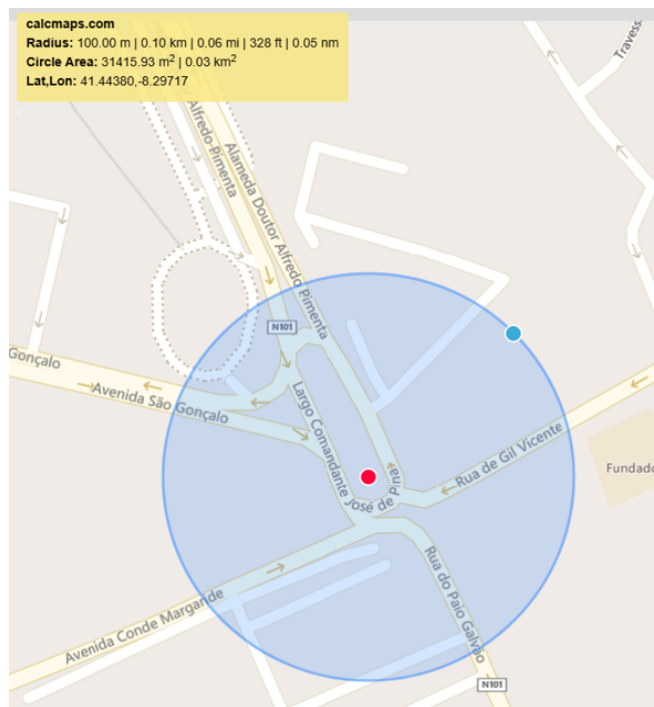 calcmaps.com
Radius: 100.00 m | 0.10 km | 0.06 mi | 328 ft | 0.05 nm
Circle Area: 31415.93 m² | 0.03 km²
Lat,Lon: 41.44380,-8.29717
Travess
Alfredo Pimenta
Alameda Doutor Alfredo Pimenta
N101
Gonçalo
Avenida São Gonçalo
Largo Comandante José de Pina
Rua de Gil Vicente
Fundado
Avenida Conde Margande
Rua do Paio Galvão
N101